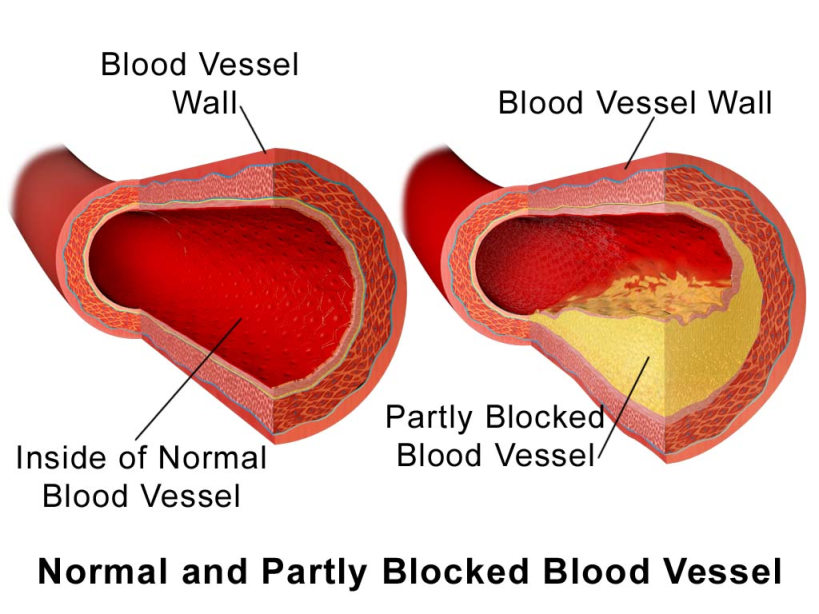 Blood Vessel
Wall
Blood Vessel Wall
Partly Blocked
Blood Vessel
Inside of Normal
Blood Vessel
Normal and Partly Blocked Blood Vessel